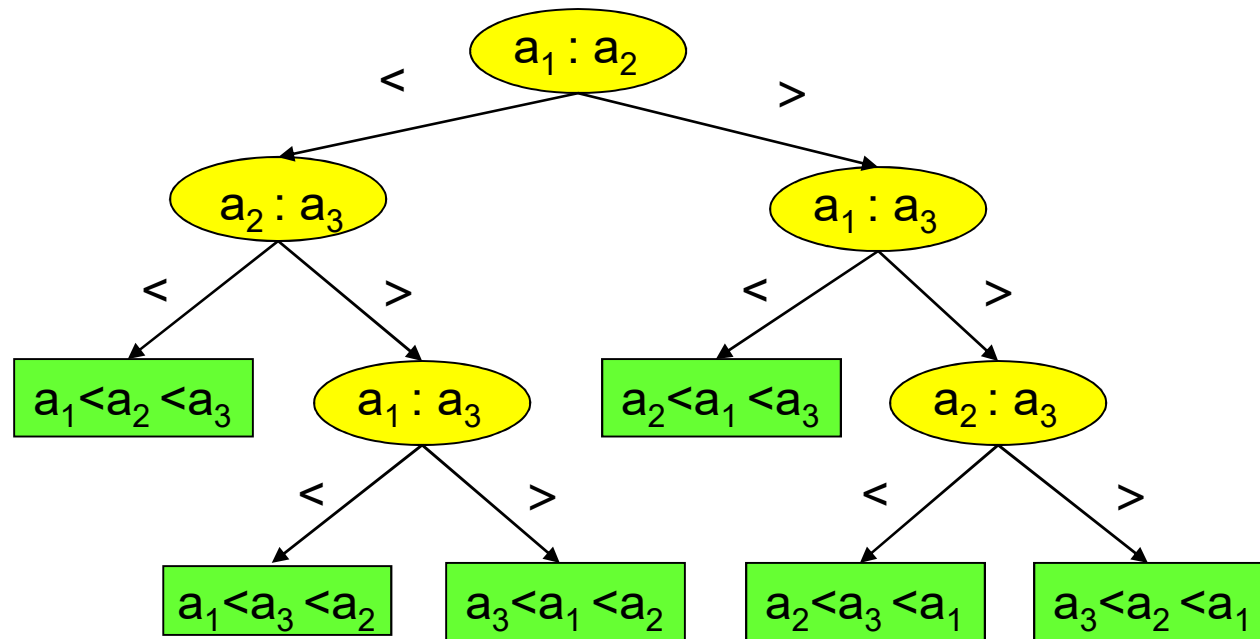 a₁ : a₂
< >
a₂ : a₃ a₁ : a₃
< > < >
a₁<a₂ <a₃ a₁ : a₃ a₂<a₁ <a₃ a₂ : a₃
< > < >
a₁<a₃ <a₂ a₃<a₁ <a₂ a₂<a₃ <a₁ a₃<a₂ <a₁